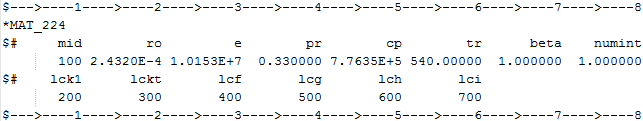 $--->----1---->----2---->----3---->----4---->----5---->----6---->----7---->----8
*MAT_224
$#     mid        ro         e        pr        cp        tr      beta    numint
       100 2.4320E-4 1.0153E+7  0.330000 7.7635E+5 540.00000  1.000000  1.000000
$#    lck1      lckt       lcf       lcg       lch       lci
       200       300       400       500       600       700
$--->----1---->----2---->----3---->----4---->----5---->----6---->----7---->----8